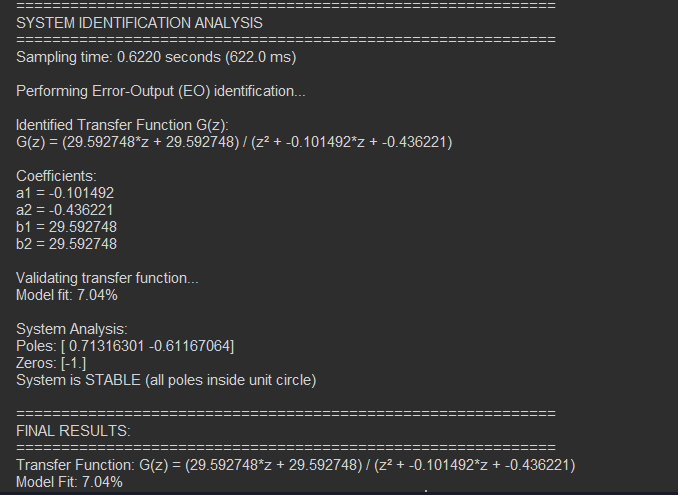 ============================================================
SYSTEM IDENTIFICATION ANALYSIS
============================================================
Sampling time: 0.6220 seconds (622.0 ms)
Performing Error-Output (EO) identification...
Identified Transfer Function G(z):
G(z) = (29.592748*z + 29.592748) / (z² + -0.101492*z + -0.436221)
Coefficients:
a1 = -0.101492
a2 = -0.436221
b1 = 29.592748
b2 = 29.592748
Validating transfer function...
Model fit: 7.04%
System Analysis:
Poles: [ 0.71316301 -0.61167064]
Zeros: [-1.]
System is STABLE (all poles inside unit circle)
============================================================
FINAL RESULTS:
============================================================
Transfer Function: G(z) = (29.592748*z + 29.592748) / (z² + -0.101492*z + -0.436221)
Model Fit: 7.04%